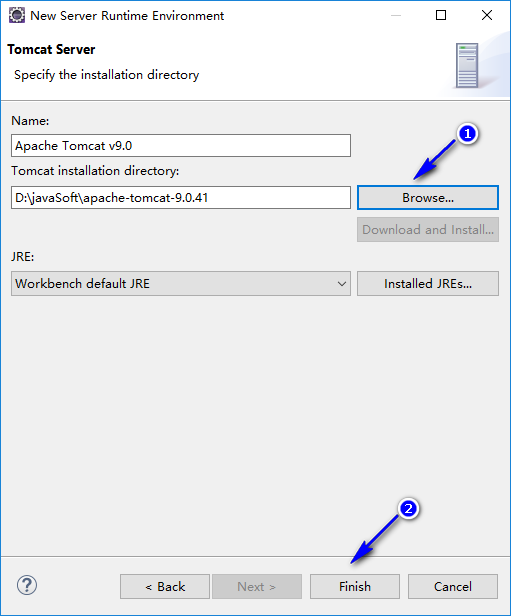 New Server Runtime Environment
Tomcat Server
Specify the installation directory
Name:
Apache Tomcat v9.0
1
Tomcat installation directory:
D:\javaSoft\apache-tomcat-9.0.41
Browse...
Download and Install...
JRE:
Workbench default JRE
Installed JREs...
2
?
< Back
Next >
Finish
Cancel